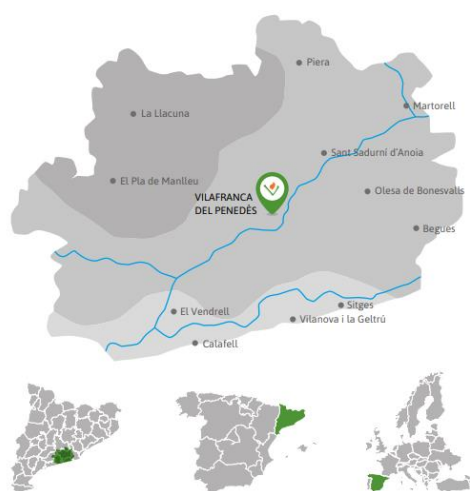 Piera
Martorell
La Llacuna
Sant Sadurní d'Anoia
El Pla de Manlleu
Olesa de Bonesvalls
VILAFRANCA
DEL PENEDÈS
Begues
El Vendrell
Sitges
Vilanova i la Geltrú
Calafell